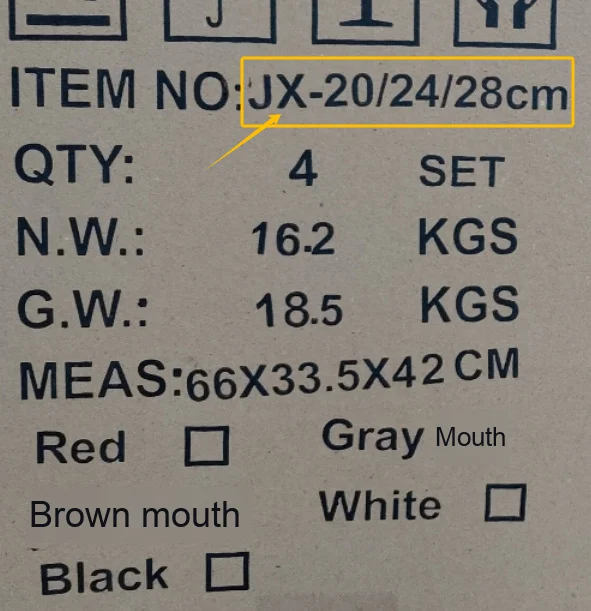 ITEM NO:JX-20/24/28cm
QTY: 4 SET
N.W.: 16.2 KGS
G.W.: 18.5 KGS
MEAS:66X33.5X42 CM
Red Gray Mouth
Brown mouth White
Black